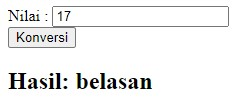 Nilai : 17
Konversi
Hasil: belasan